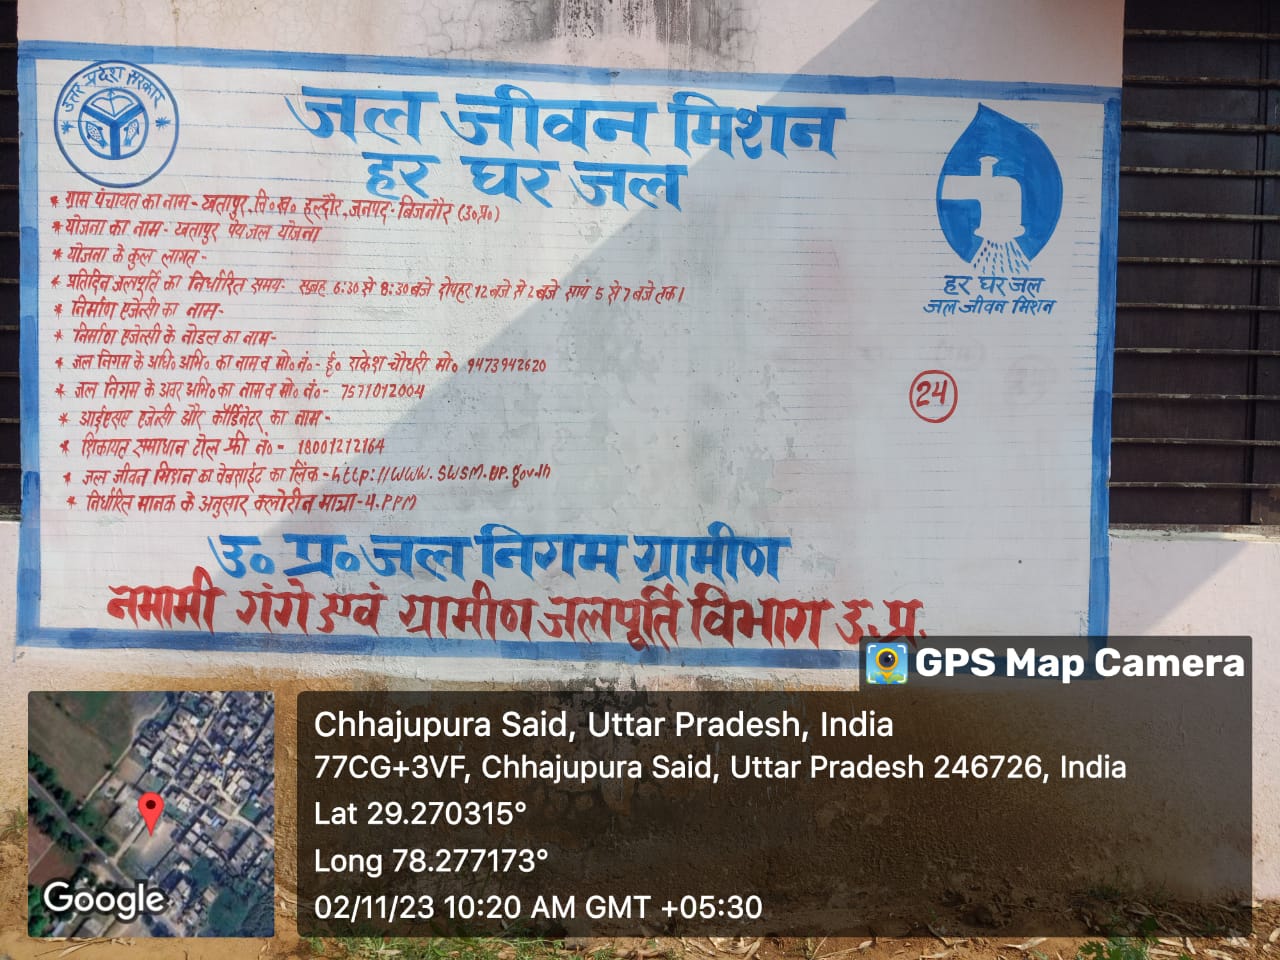 उत्तर प्रदेश सरकार
जल जीवन मिशन
हर घर जल
* ग्राम पंचायत का नाम - खतापुर, वि०ख० हल्दौर, जनपद- बिजनौर (उ०प्र०)
* योजना का नाम - खतापुर पेयजल योजना
* योजना के कुल लागत -
* प्रतिदिन जलपूर्ति का निर्धारित समय- सुबह 6:30 से 8:30 बजे दोपहर 12 बजे से 2 बजे सायं 5 से 7 बजे तक।
* निर्माण एजेन्सी का नाम-
* निर्माण एजेन्सी के नोडल का नाम-
* जल निगम के अधि० अभि० का नाम व मो० नं०- ई० राकेश चौधरी मो० 9473942620
* जल निगम के अवर अभि० का नाम व मो० नं०- 7571012004
* आईएसए एजेन्सी और कॉर्डिनेटर का नाम-
* शिकायत समाधान टोल फ्री नं०- 18001212164
* जल जीवन मिशन का वेबसाईट का लिंक - http://www.swsm.up.gov.in
* निर्धारित मानक के अनुसार क्लोरीन मात्रा - 4.PPM
हर घर जल
जल जीवन मिशन
24
उ० प्र० जल निगम ग्रामीण
नमामी गंगे एवं ग्रामीण जलपूर्ति विभाग उ.प्र.
GPS Map Camera
Chhajupura Said, Uttar Pradesh, India
77CG+3VF, Chhajupura Said, Uttar Pradesh 246726, India
Lat 29.270315°
Long 78.277173°
02/11/23 10:20 AM GMT +05:30
Google